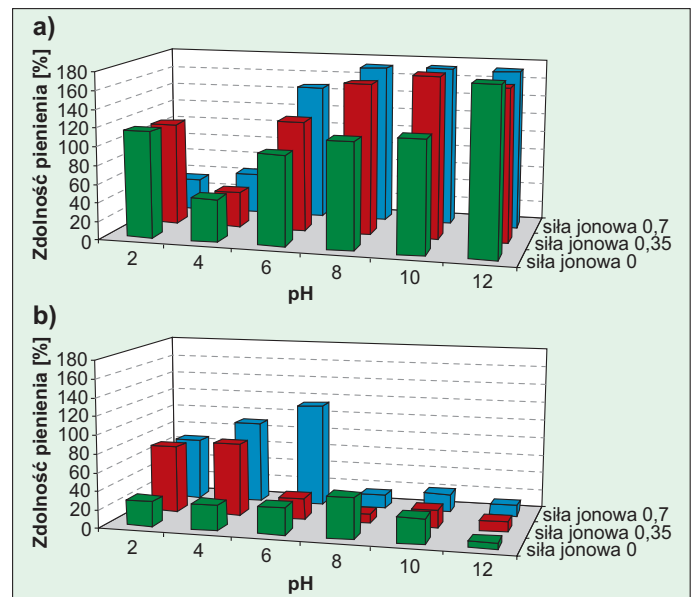 a)
Zdolność pienienia [%]
180
160
140
120
100
80
60
40
20
0
2 4 6 8 10 12
pH
siła jonowa 0,7
siła jonowa 0,35
siła jonowa 0
b)
Zdolność pienienia [%]
180
160
140
120
100
80
60
40
20
0
2 4 6 8 10 12
pH
siła jonowa 0,7
siła jonowa 0,35
siła jonowa 0